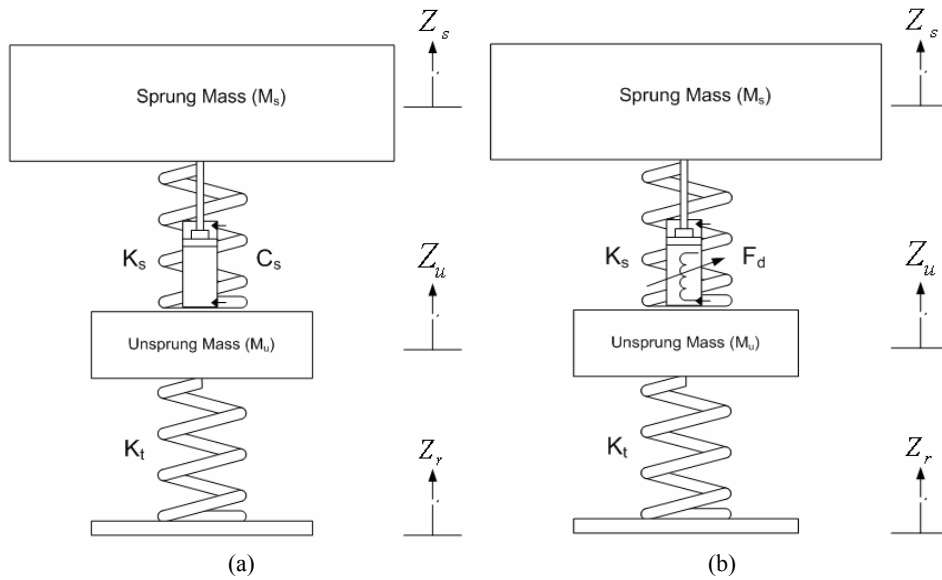 Z_s
Sprung Mass (M_s)
K_s
C_s
Z_u
Unsprung Mass (M_u)
K_t
Z_r
(a)
Z_s
Sprung Mass (M_s)
K_s
F_d
Z_u
Unsprung Mass (M_u)
K_t
Z_r
(b)